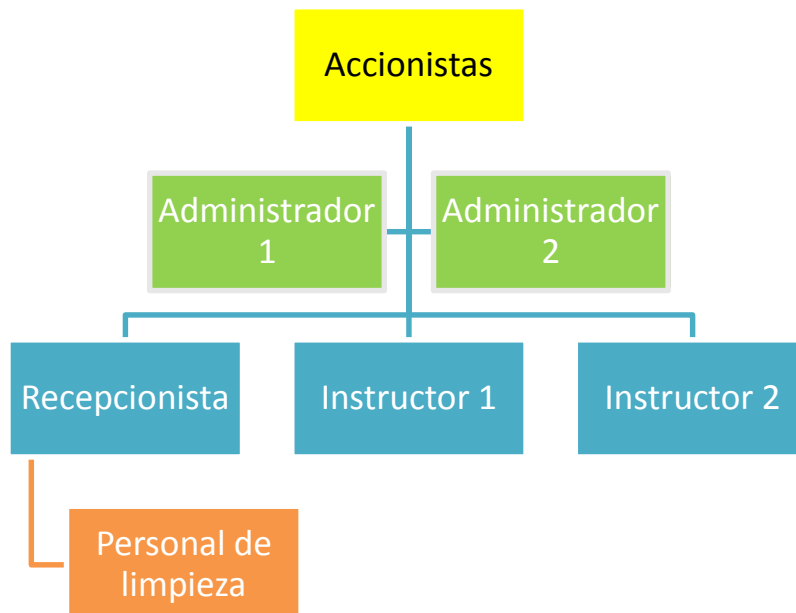 Accionistas
Administrador
1
Administrador
2
Recepcionista
Instructor 1
Instructor 2
Personal de
limpieza